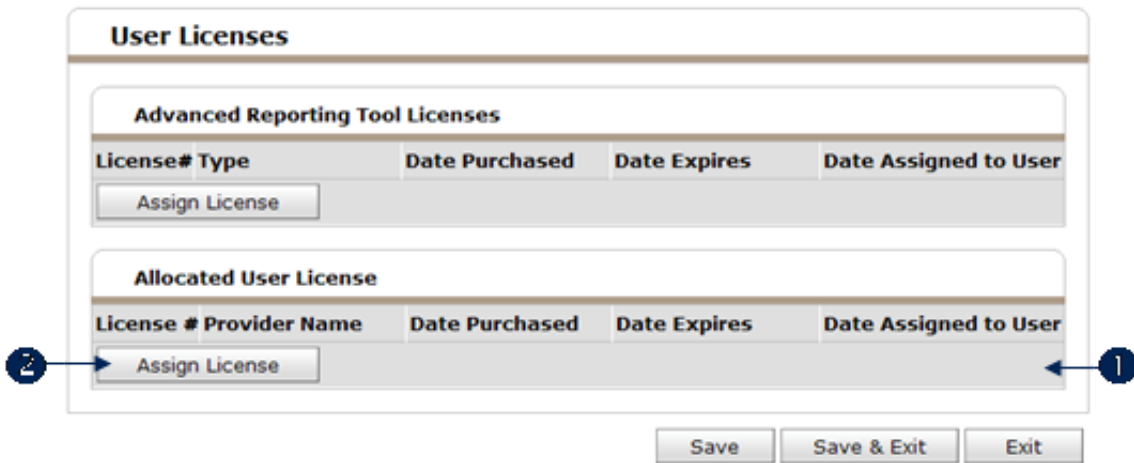 User Licenses
Advanced Reporting Tool Licenses
License# Type Date Purchased Date Expires Date Assigned to User
Assign License
Allocated User License
License # Provider Name Date Purchased Date Expires Date Assigned to User
2 Assign License 1
Save Save & Exit Exit